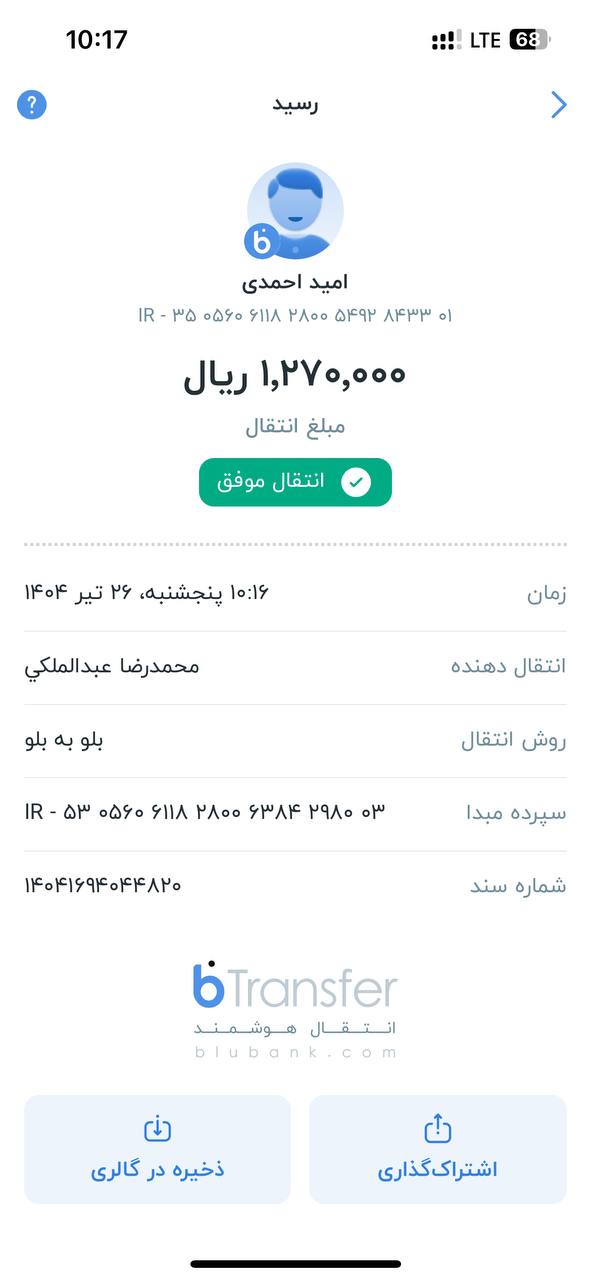 10:17
LTE
68
رسید
?
b
امید احمدی
IR - ۳۵ ۰۵۶۰ ۶۱۱۸ ۲۸۰۰ ۵۴۹۲ ۸۴۳۳ ۰۱
۱,۲۷۰,۰۰۰ ریال
مبلغ انتقال
انتقال موفق
زمان ۱۰:۱۶ پنجشنبه، ۲۶ تیر ۱۴۰۴
انتقال دهنده محمدرضا عبدالملكي
روش انتقال بلو به بلو
سپرده مبدا IR - ۵۳ ۰۵۶۰ ۶۱۱۸ ۲۸۰۰ ۶۳۸۴ ۲۹۸۰ ۰۳
شماره سند ۱۴۰۴۱۶۹۴۰۴۴۸۲۰
bTransfer
انـتـقـال هـوشـمـنـد
blubank.com
اشتراک‌گذاری
ذخیره در گالری